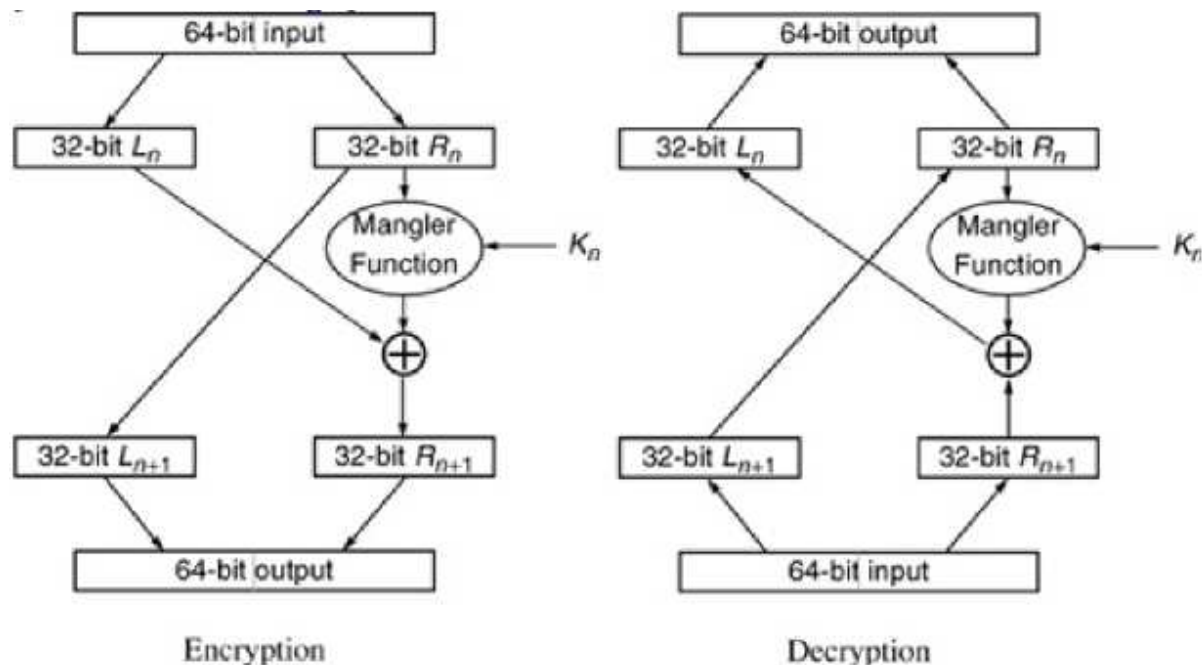 64-bit input
32-bit Lₙ
32-bit Rₙ
Mangler
Function
Kₙ
32-bit Lₙ₊₁
32-bit Rₙ₊₁
64-bit output
Encryption
64-bit output
32-bit Lₙ
32-bit Rₙ
Mangler
Function
Kₙ
32-bit Lₙ₊₁
32-bit Rₙ₊₁
64-bit input
Decryption